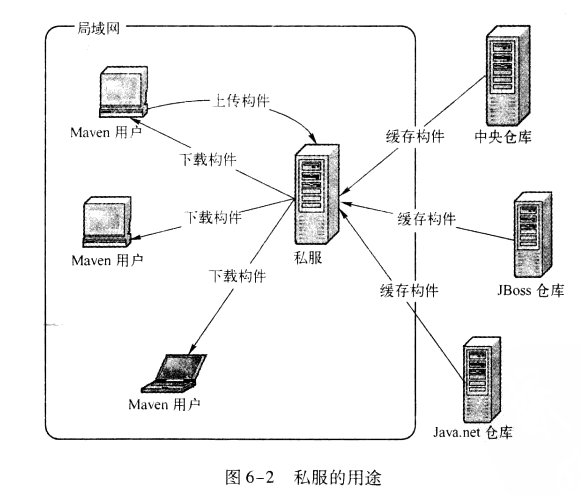 局域网
上传构件
Maven 用户
中央仓库
缓存构件
下载构件
下载构件
缓存构件
Maven 用户
私服
下载构件
缓存构件
JBoss 仓库
Maven 用户
Java.net 仓库
图 6-2 私服的用途